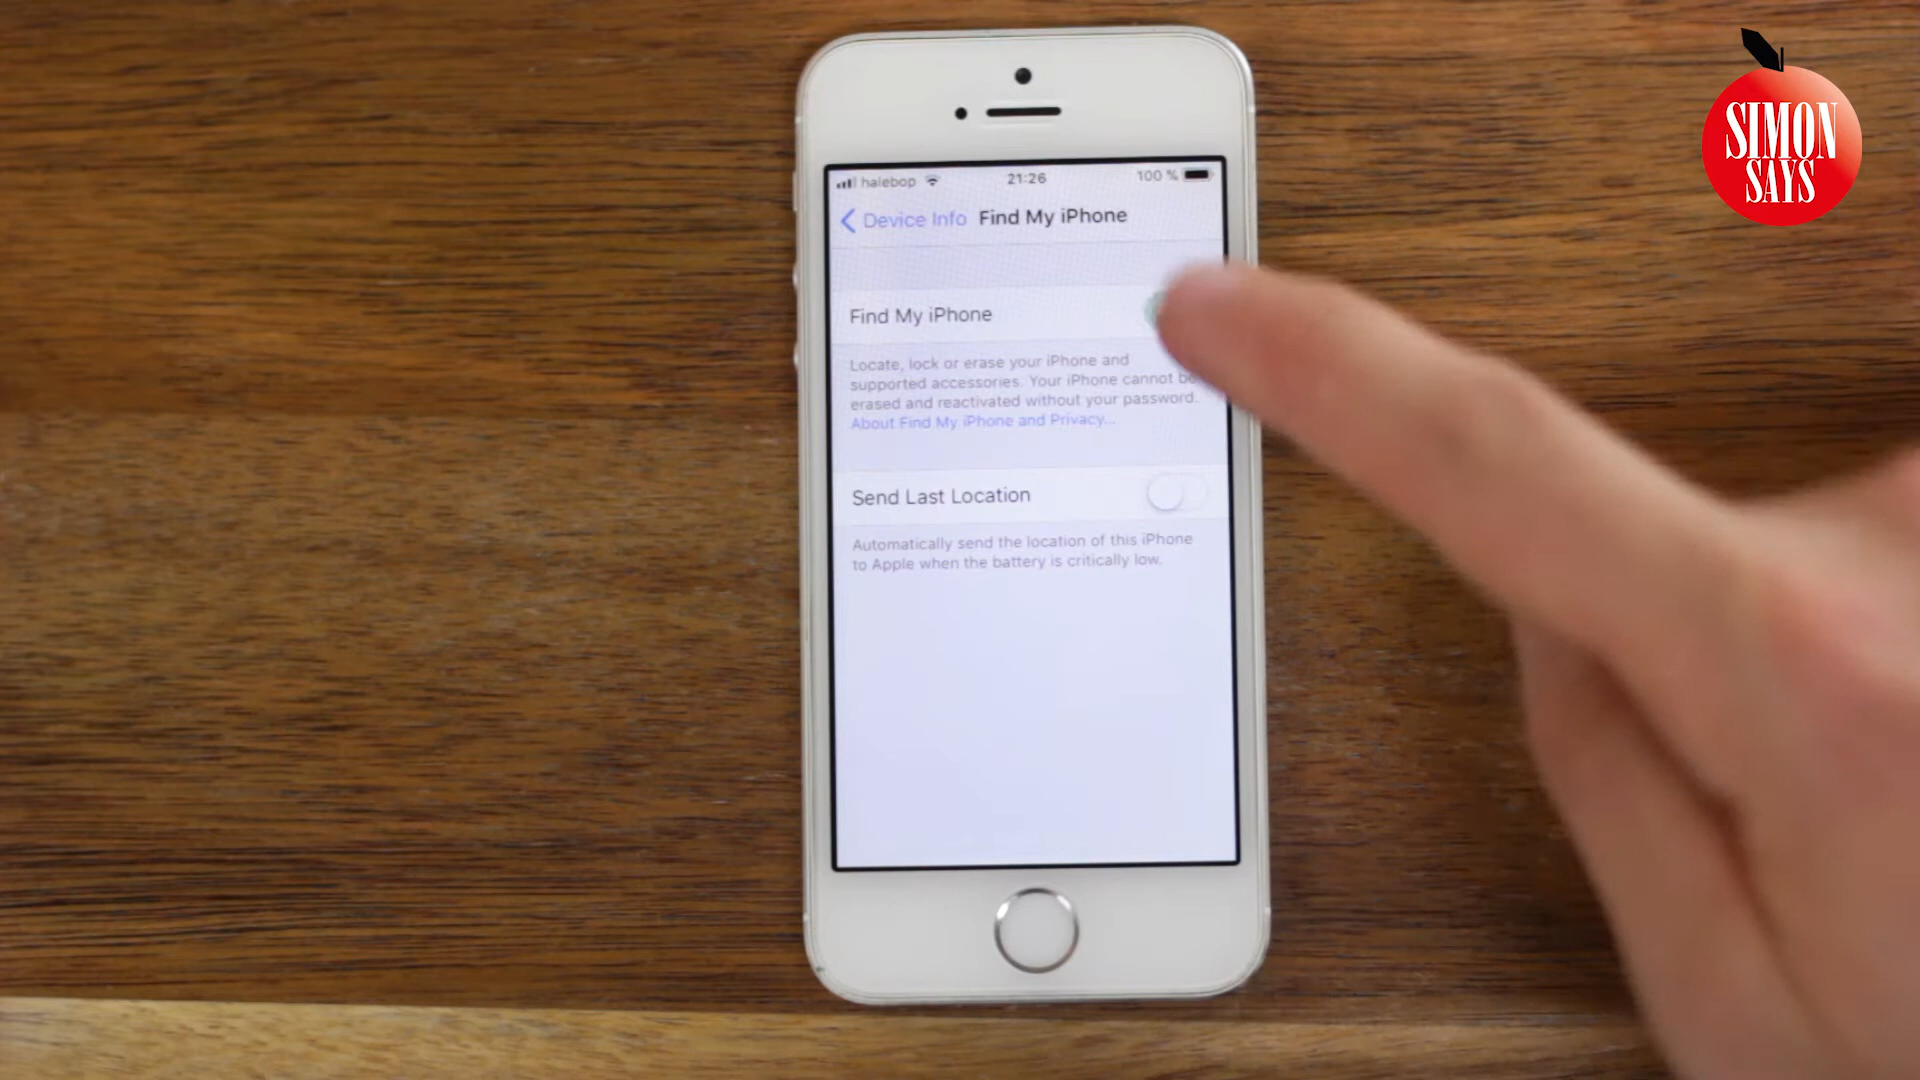 SIMON
SAYS
halebop 21:26 100 %
Device Info Find My iPhone
Find My iPhone
Locate, lock or erase your iPhone and
supported accessories. Your iPhone cannot be
erased and reactivated without your password.
About Find My iPhone and Privacy...
Send Last Location
Automatically send the location of this iPhone
to Apple when the battery is critically low.